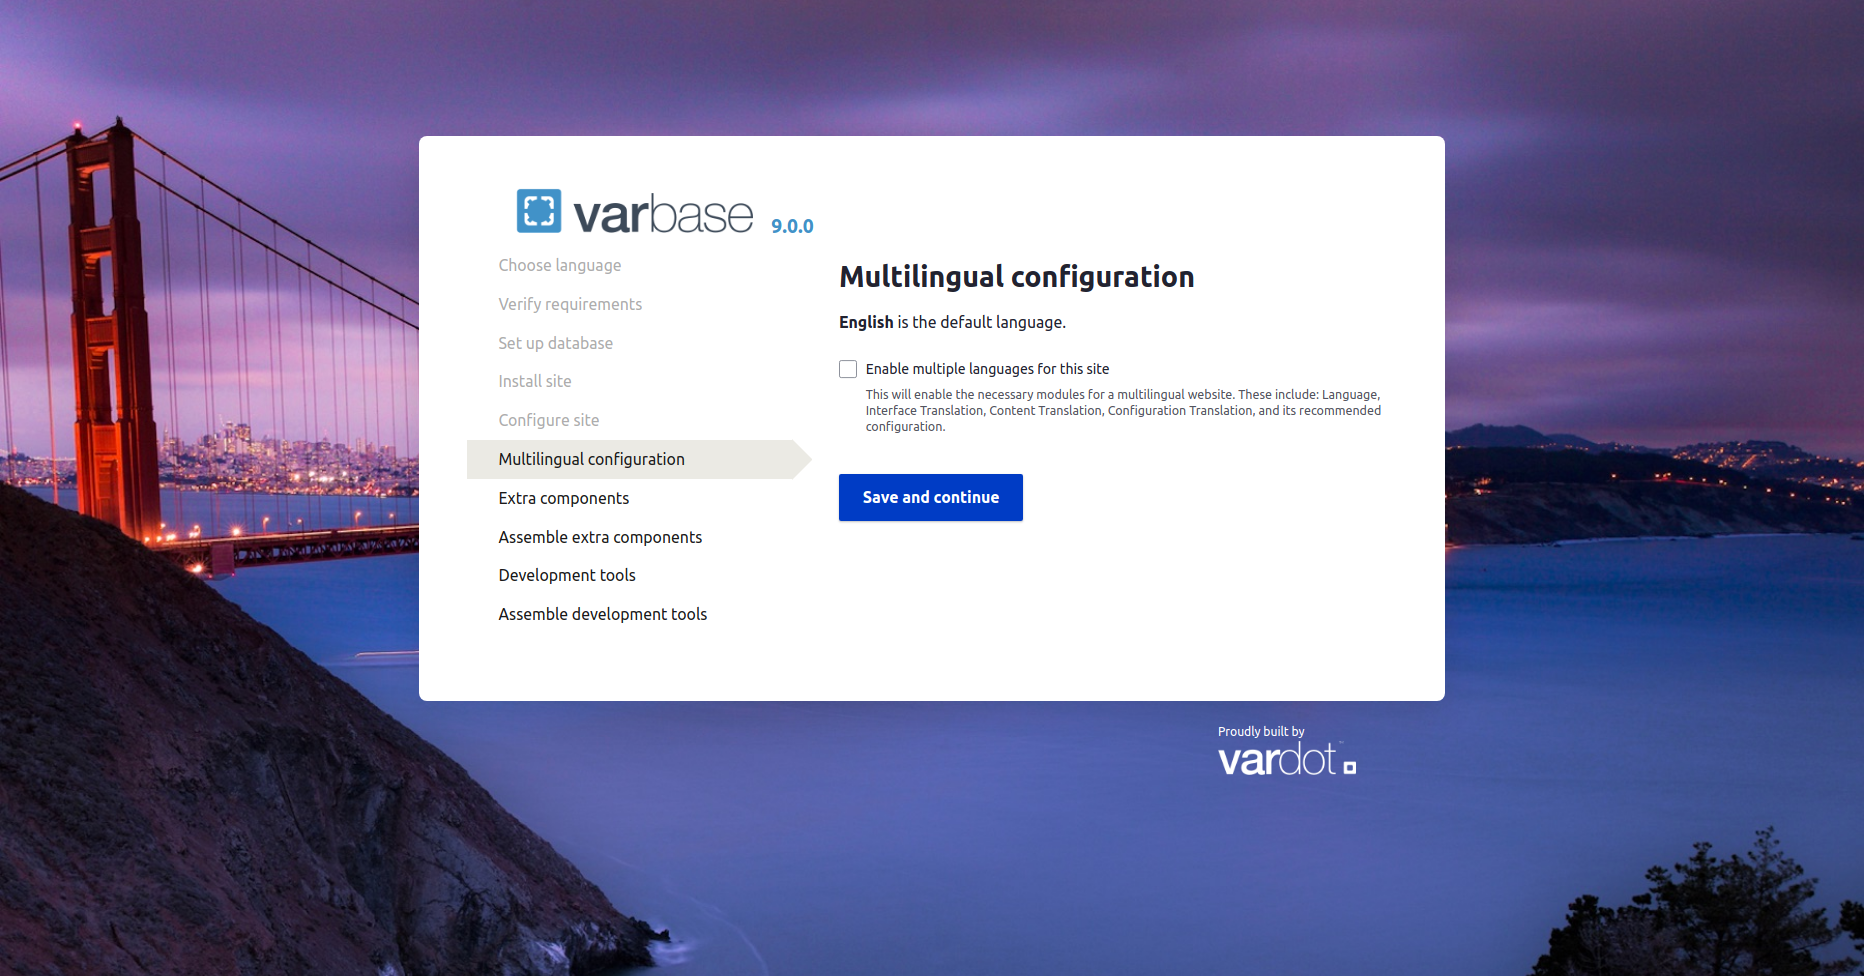 varbase 9.0.0
Choose language
Verify requirements
Set up database
Install site
Configure site
Multilingual configuration
Extra components
Assemble extra components
Development tools
Assemble development tools
Multilingual configuration
English is the default language.
Enable multiple languages for this site
This will enable the necessary modules for a multilingual website. These include: Language,
Interface Translation, Content Translation, Configuration Translation, and its recommended
configuration.
Save and continue
Proudly built by
vardot